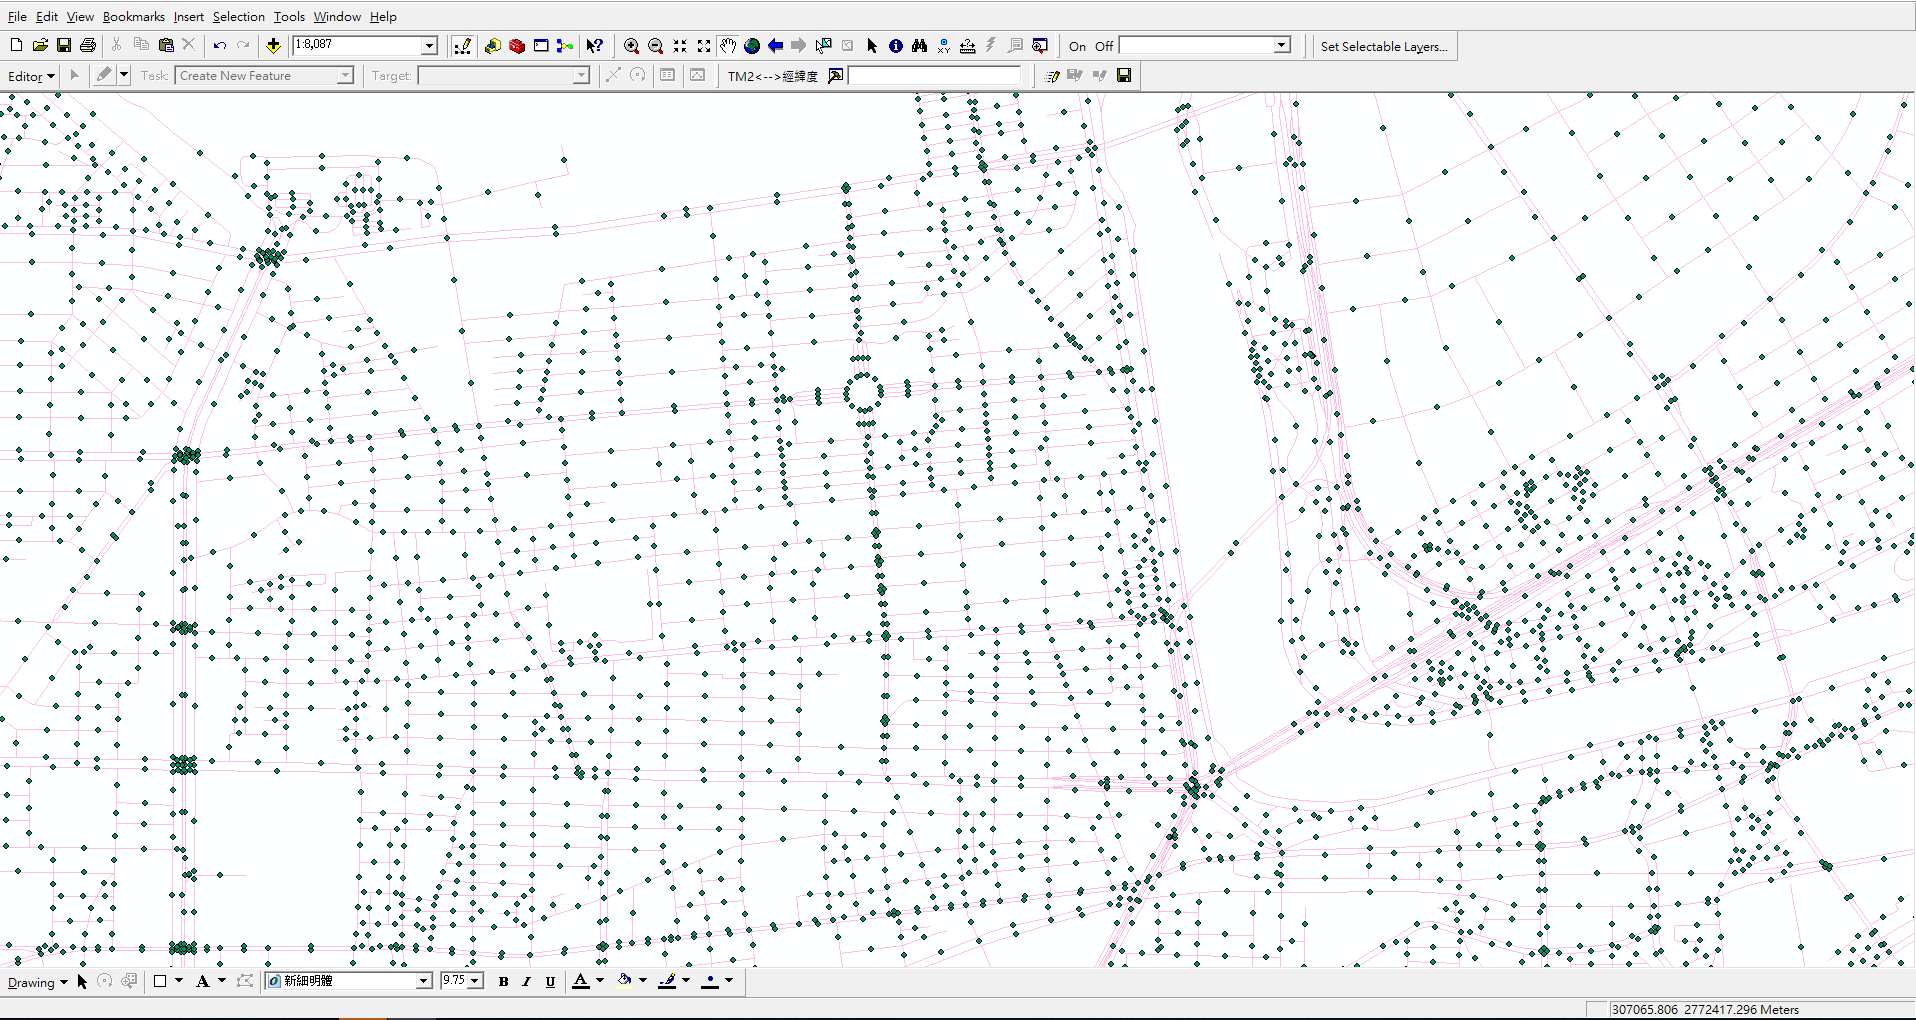 File Edit View Bookmarks Insert Selection Tools Window Help
1:8,087 On Off Set Selectable Layers...
Editor Task: Create New Feature Target: TM2<-->經緯度
Drawing A 新細明體 9.75 B I U A
307065.806 2772417.296 Meters